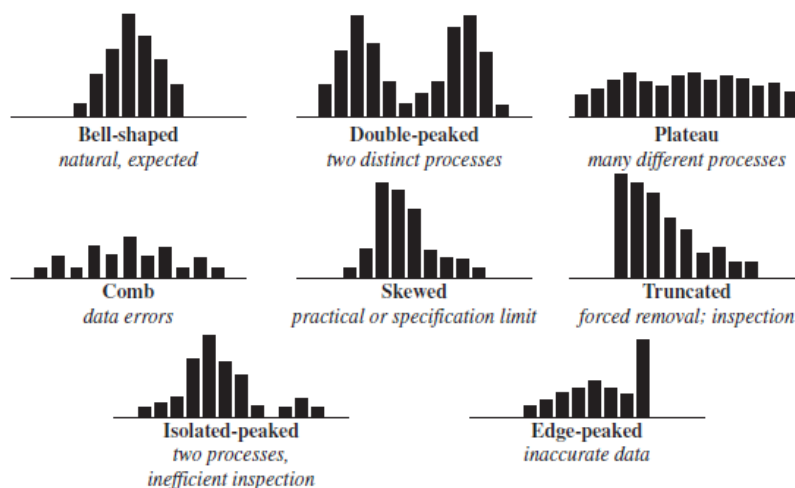 Bell-shaped
natural, expected
Double-peaked
two distinct processes
Plateau
many different processes
Comb
data errors
Skewed
practical or specification limit
Truncated
forced removal; inspection
Isolated-peaked
two processes,
inefficient inspection
Edge-peaked
inaccurate data